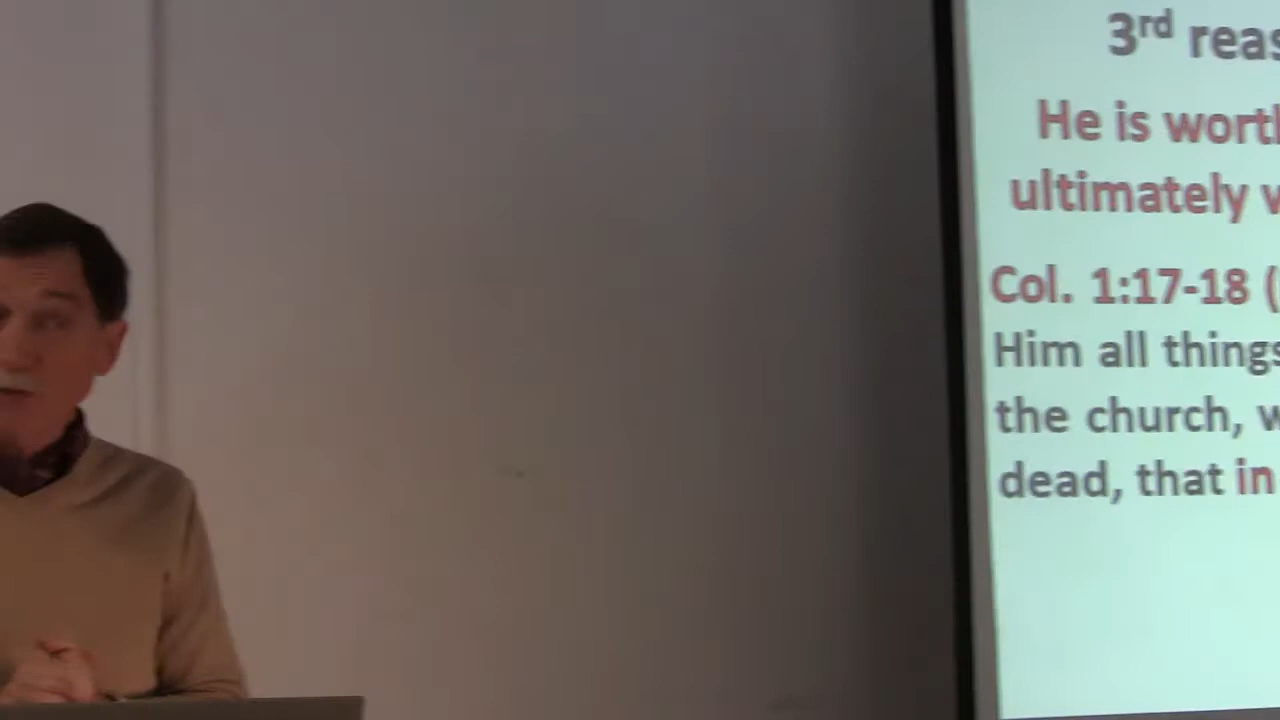 3rd reas
He is worth
ultimately w
Col. 1:17-18 (
Him all things
the church, w
dead, that in